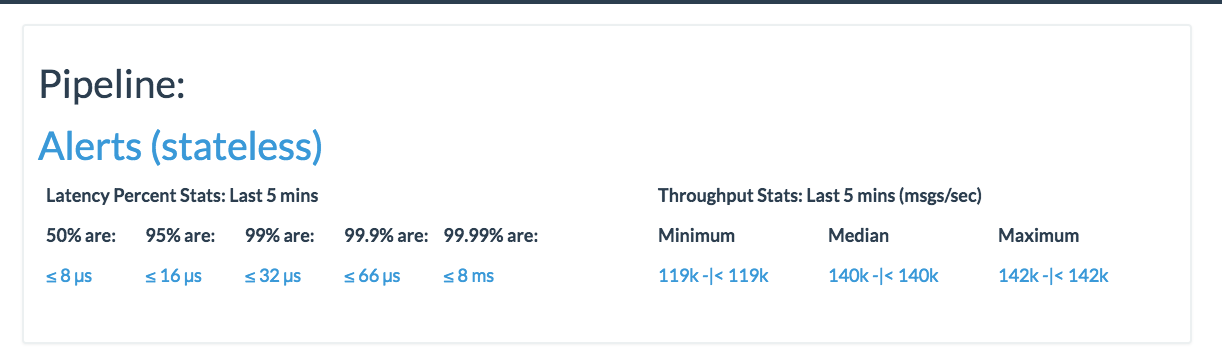 Pipeline:
Alerts (stateless)
Latency Percent Stats: Last 5 mins
50% are: 95% are: 99% are: 99.9% are: 99.99% are:
≤ 8 µs ≤ 16 µs ≤ 32 µs ≤ 66 µs ≤ 8 ms
Throughput Stats: Last 5 mins (msgs/sec)
Minimum Median Maximum
119k -|< 119k 140k -|< 140k 142k -|< 142k